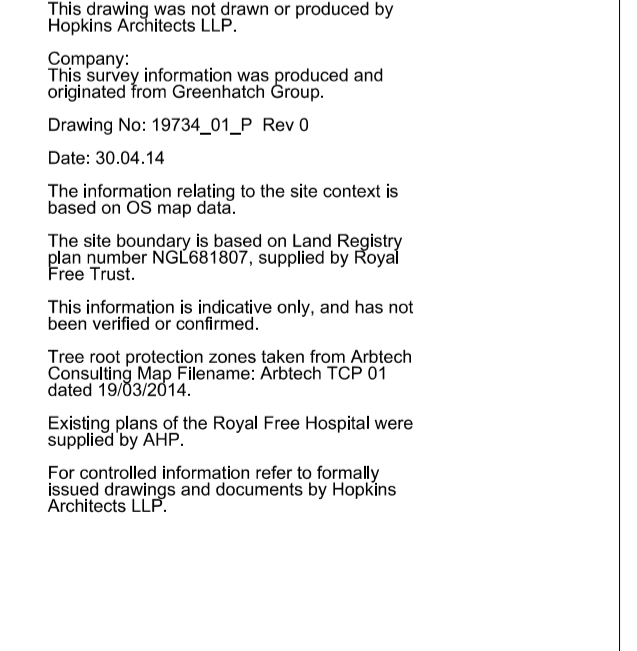 This drawing was not drawn or produced by
Hopkins Architects LLP.
Company:
This survey information was produced and
originated from Greenhatch Group.
Drawing No: 19734_01_P  Rev 0
Date: 30.04.14
The information relating to the site context is
based on OS map data.
The site boundary is based on Land Registry
plan number NGL681807, supplied by Royal
Free Trust.
This information is indicative only, and has not
been verified or confirmed.
Tree root protection zones taken from Arbtech
Consulting Map Filename: Arbtech TCP 01
dated 19/03/2014.
Existing plans of the Royal Free Hospital were
supplied by AHP.
For controlled information refer to formally
issued drawings and documents by Hopkins
Architects LLP.